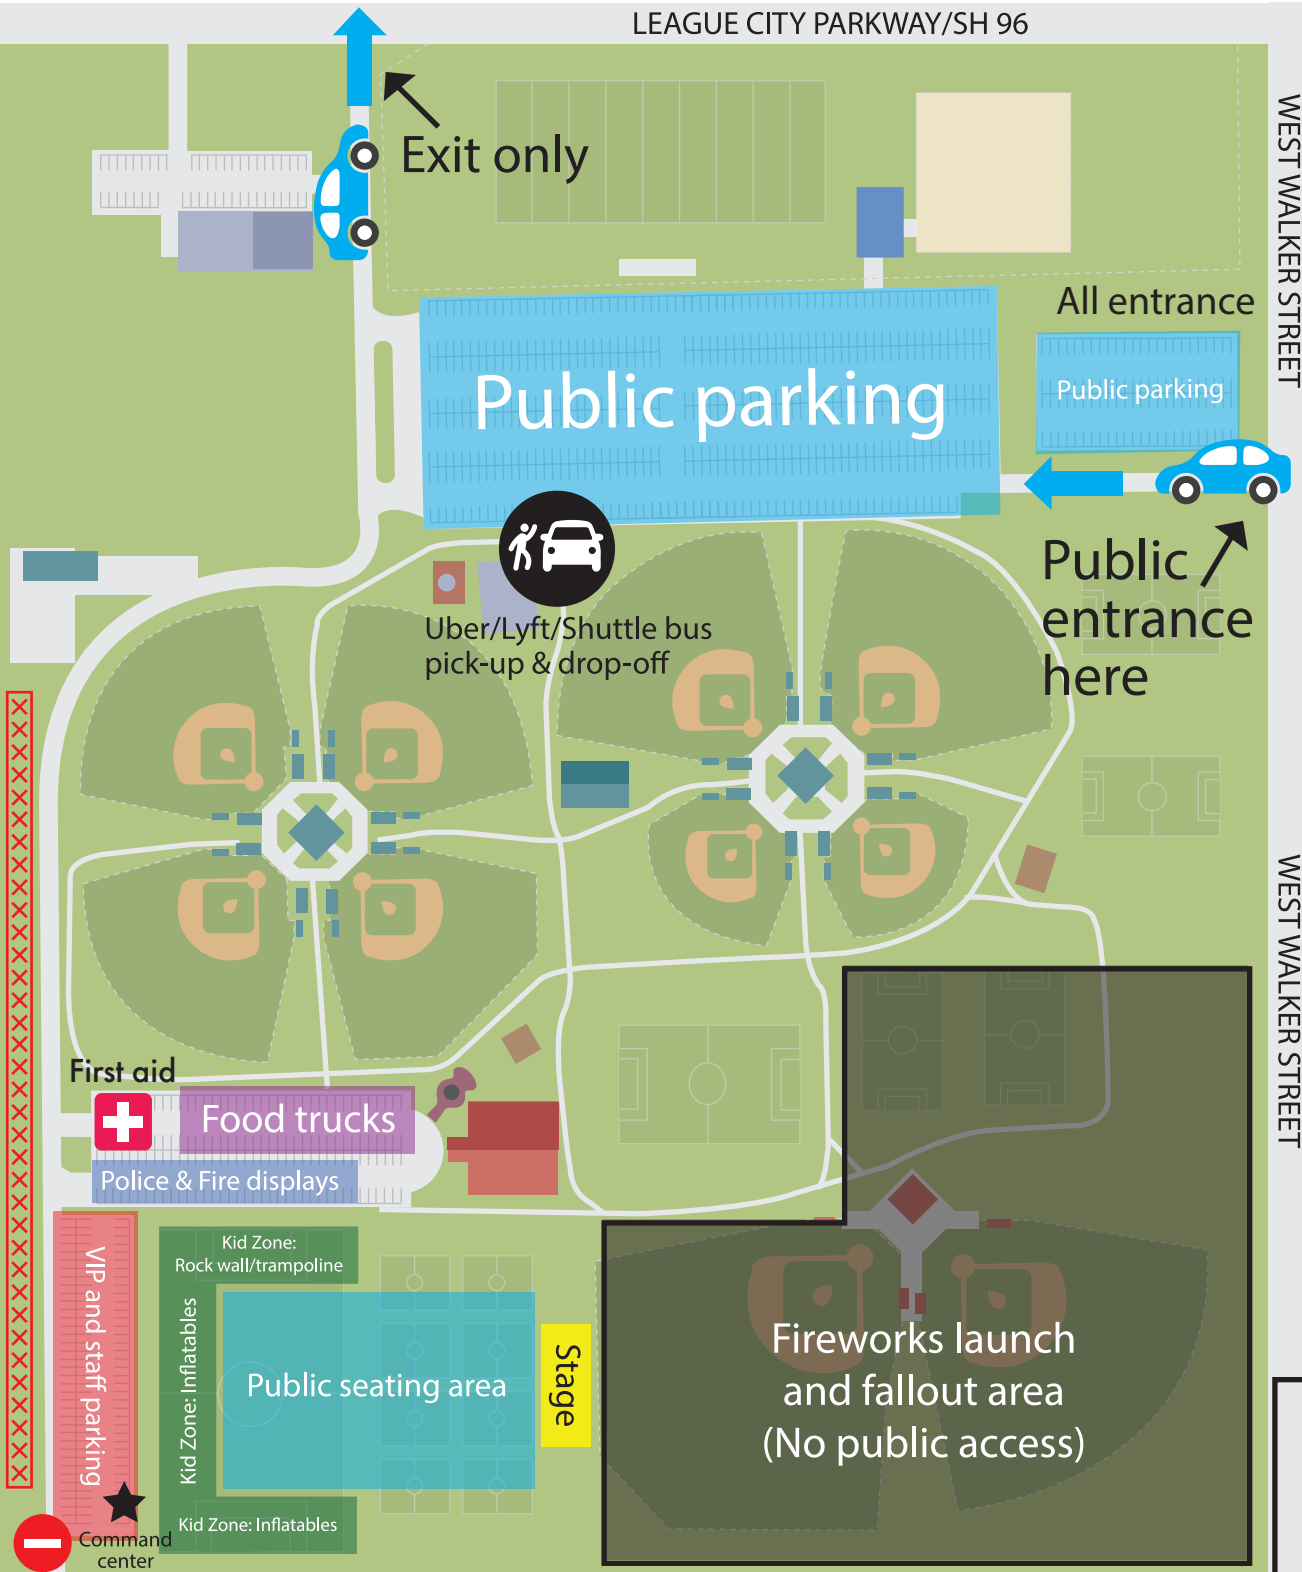 LEAGUE CITY PARKWAY/SH 96
WEST WALKER STREET
Exit only
All entrance
Public parking
Public parking
Public
entrance
here
Uber/Lyft/Shuttle bus
pick-up & drop-off
WEST WALKER STREET
First aid
Food trucks
Police & Fire displays
VIP and staff parking
Kid Zone:
Rock wall/trampoline
Kid Zone: Inflatables
Public seating area
Stage
Fireworks launch
and fallout area
(No public access)
Kid Zone: Inflatables
Command
center